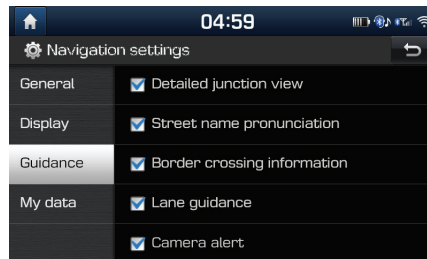 04:59
Navigation settings
General
Detailed junction view
Display
Street name pronunciation
Guidance
Border crossing information
My data
Lane guidance
Camera alert